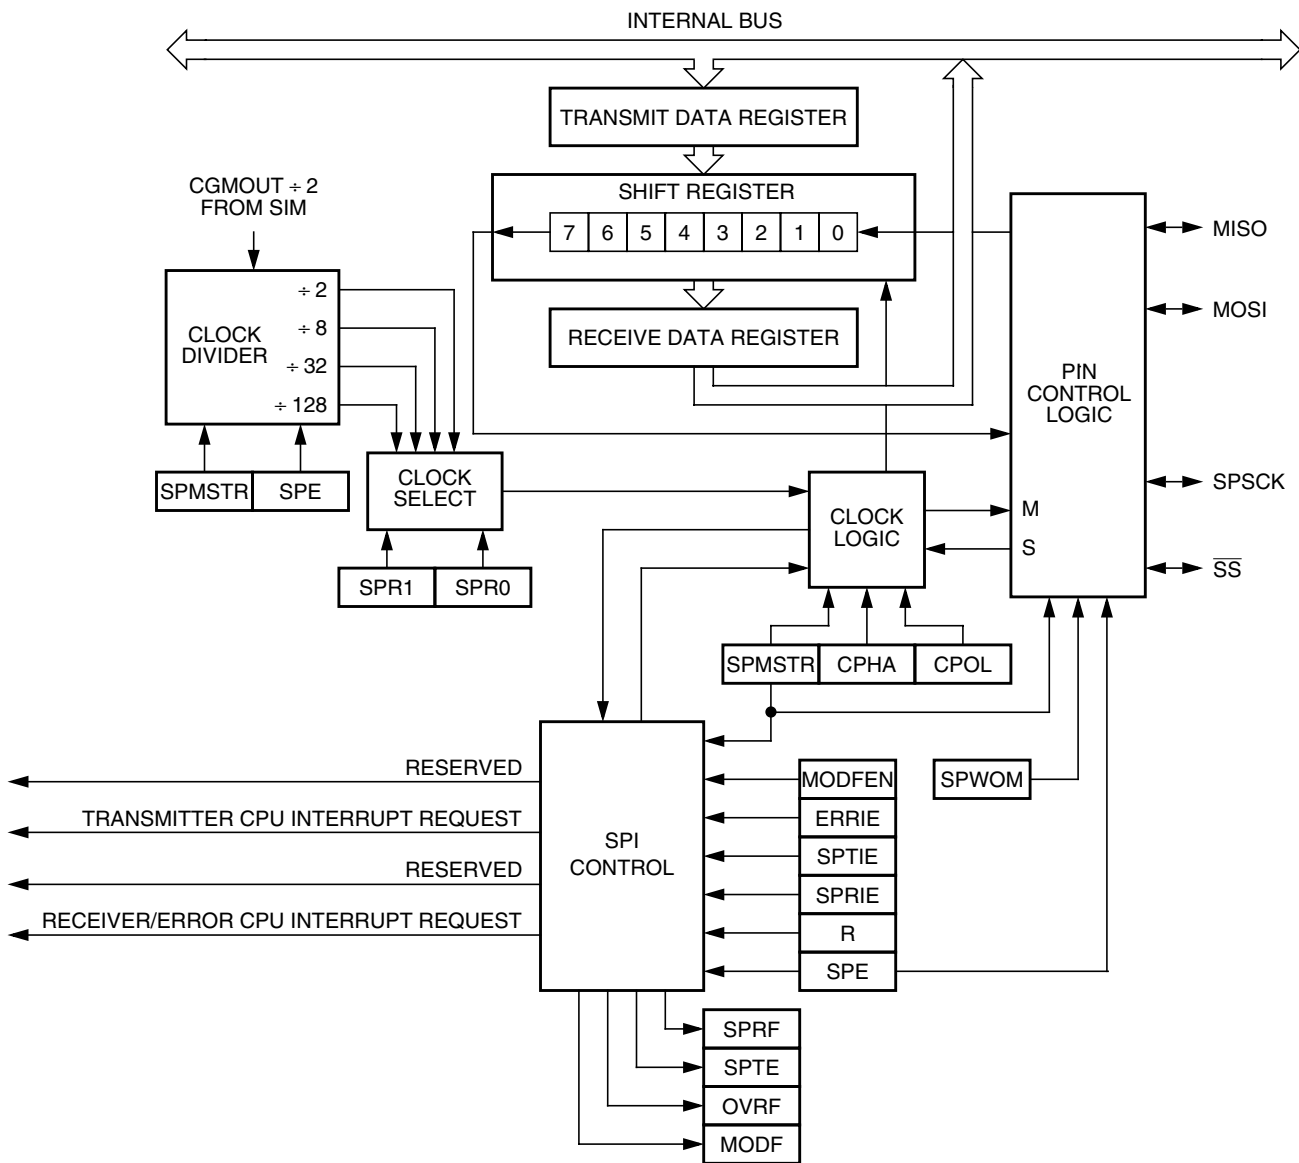 INTERNAL BUS
TRANSMIT DATA REGISTER
CGMOUT ÷ 2
FROM SIM
SHIFT REGISTER
7 6 5 4 3 2 1 0
MISO
÷ 2
÷ 8
÷ 32
÷ 128
CLOCK
DIVIDER
RECEIVE DATA REGISTER
MOSI
PIN
CONTROL
LOGIC
SPMSTR SPE
CLOCK
SELECT
SPSCK
CLOCK
LOGIC
M
S
SS
SPR1 SPR0
SPMSTR CPHA CPOL
RESERVED
TRANSMITTER CPU INTERRUPT REQUEST
RESERVED
RECEIVER/ERROR CPU INTERRUPT REQUEST
SPI
CONTROL
MODFEN
ERRIE
SPTIE
SPRIE
R
SPE
SPWOM
SPRF
SPTE
OVRF
MODF